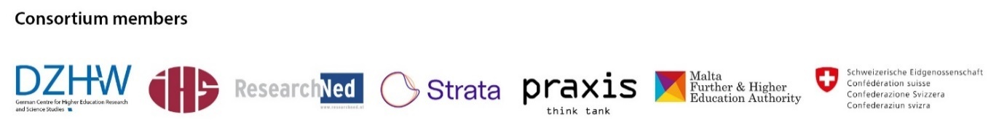 Consortium members
DZHW
German Centre for Higher Education Research
and Science Studies
iHS
ResearchNed
www.researchned.nl
Strata
praxis
think tank
Malta
Further & Higher
Education Authority
Schweizerische Eidgenossenschaft
Confédération suisse
Confederazione Svizzera
Confederaziun svizra